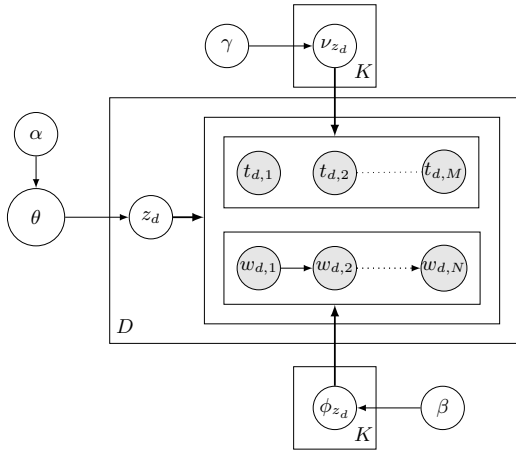 γ
ν_{z_d}
K
α
t_{d,1} t_{d,2} t_{d,M}
θ
z_d
w_{d,1} w_{d,2} w_{d,N}
D
ϕ_{z_d}
β
K